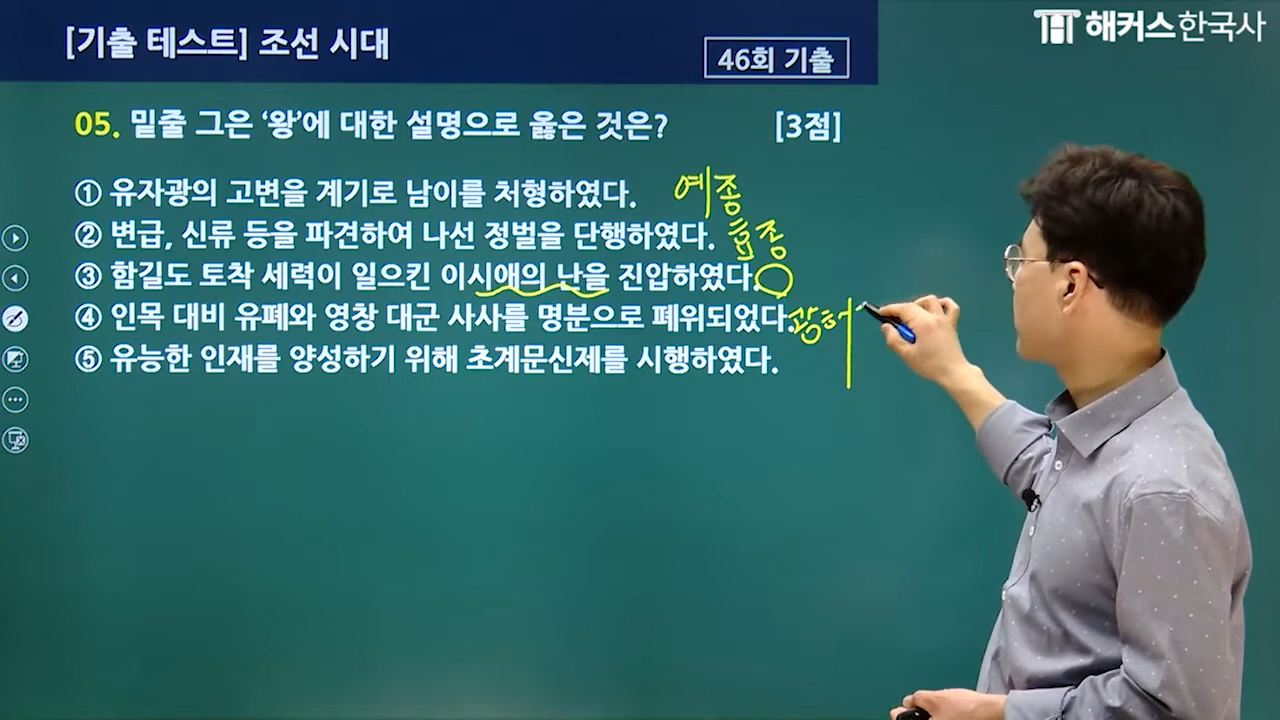 [기출 테스트] 조선 시대
46회 기출
해커스한국사
05. 밑줄 그은 ‘왕’에 대한 설명으로 옳은 것은? [3점]
① 유자광의 고변을 계기로 남이를 처형하였다. 예종
② 변급, 신류 등을 파견하여 나선 정벌을 단행하였다. 효종
③ 함길도 토착 세력이 일으킨 이시애의 난을 진압하였다.
④ 인목 대비 유폐와 영창 대군 사사를 명분으로 폐위되었다. 광해
⑤ 유능한 인재를 양성하기 위해 초계문신제를 시행하였다.